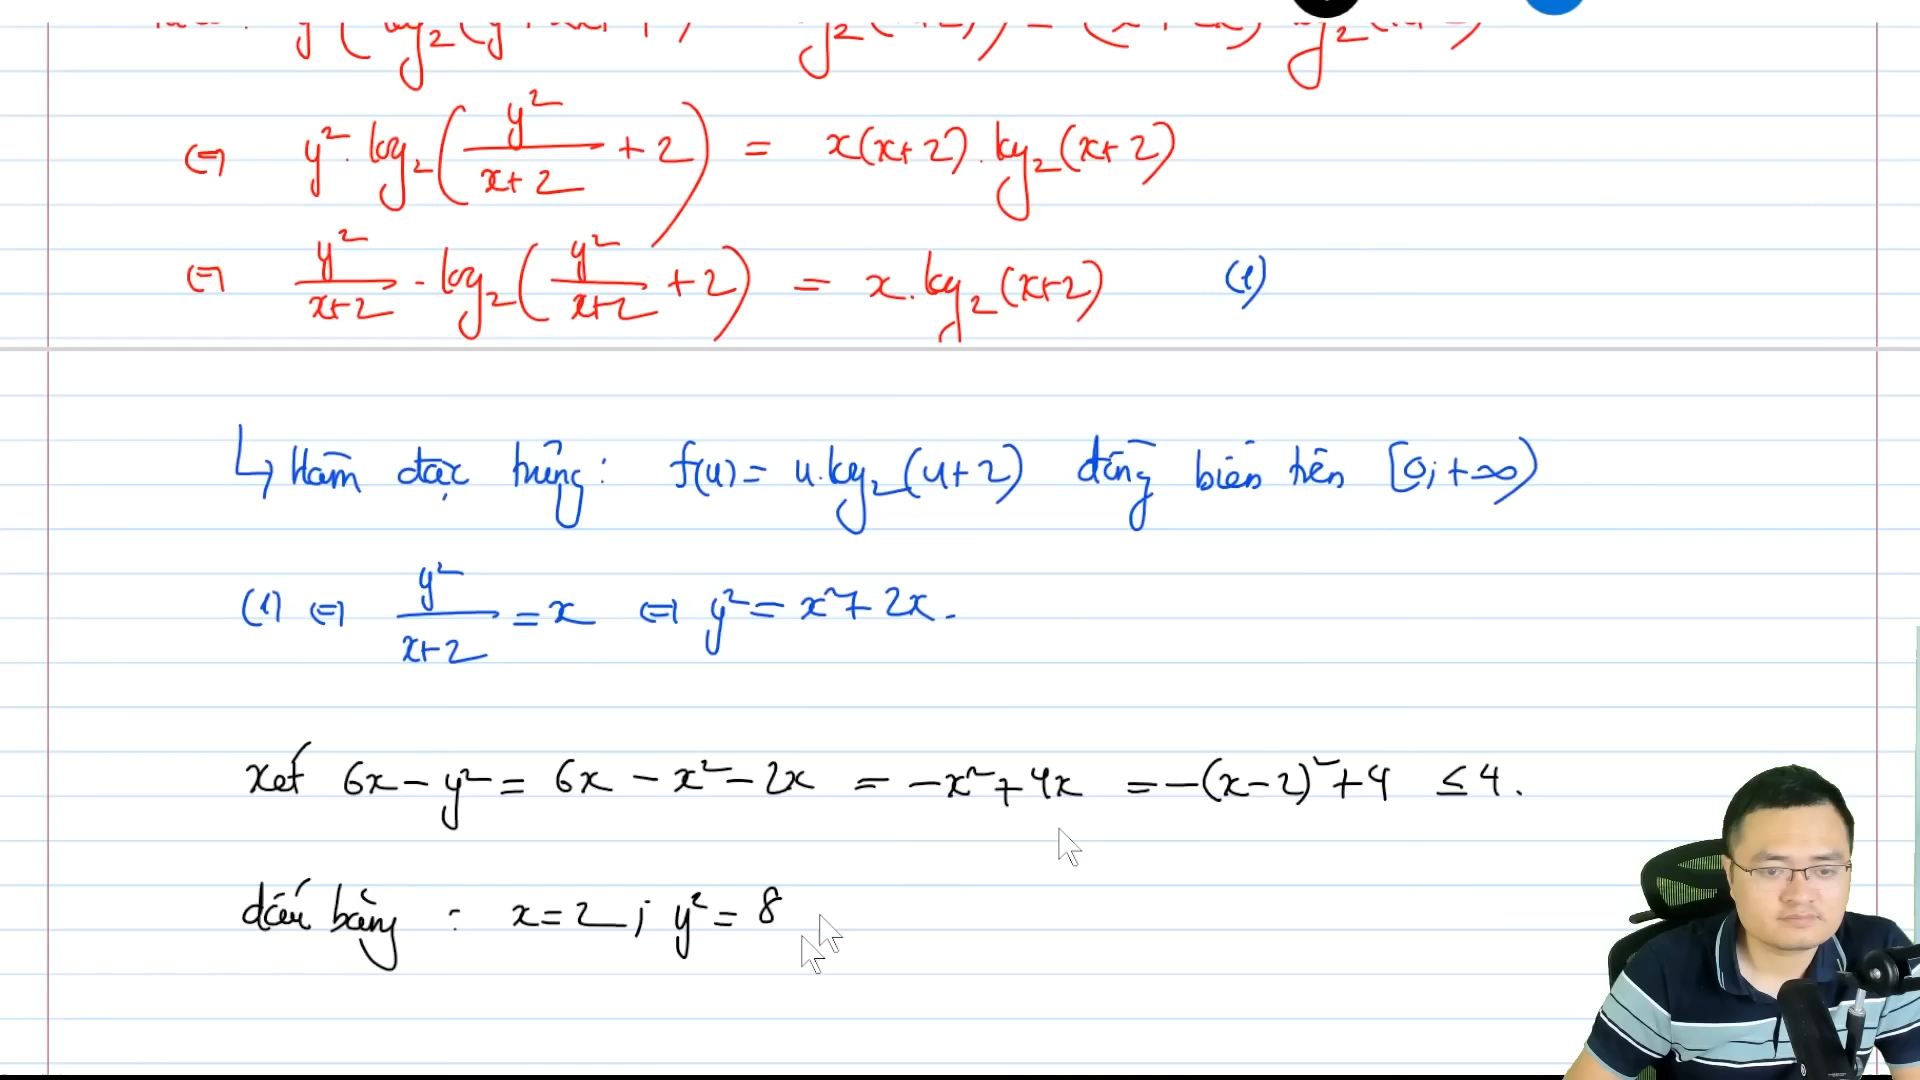 ⇔ y². log₂(y²/(x+2) + 2) = x(x+2). log₂(x+2)
⇔ y²/(x+2) . log₂(y²/(x+2) + 2) = x. log₂(x+2) (1)
↳ Hàm đặc trưng: f(u) = u. log₂(u+2) đồng biến trên [0; +∞)
(1) ⇔ y²/(x+2) = x ⇔ y² = x² + 2x.
Xét 6x − y² = 6x − x² − 2x = −x² + 4x = −(x−2)² + 4 ≤ 4.
dấu bằng : x = 2 ; y² = 8